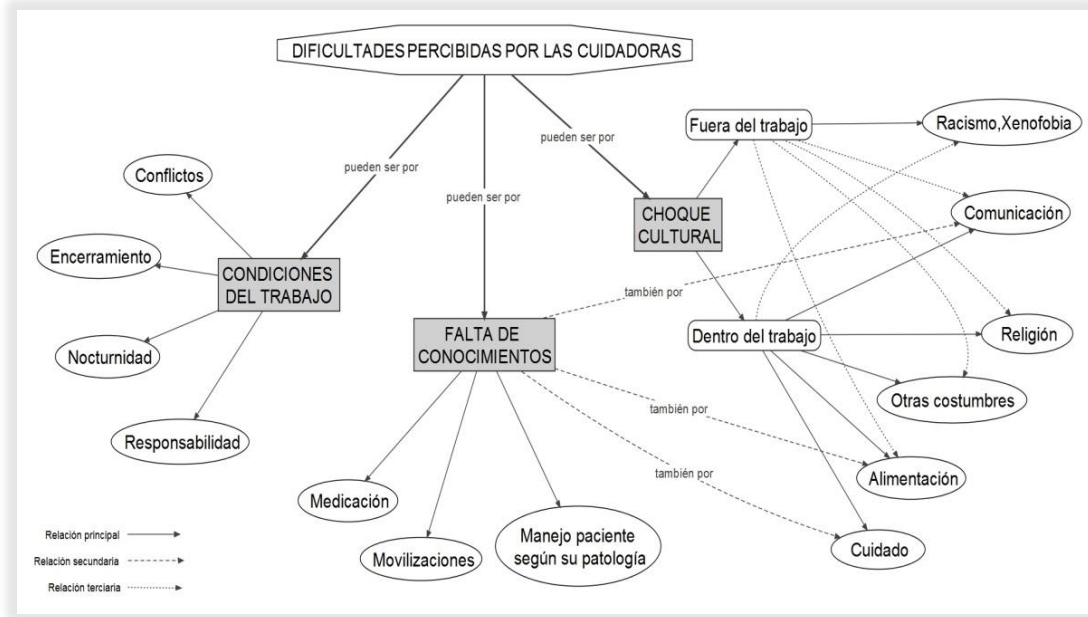 DIFICULTADES PERCIBIDAS POR LAS CUIDADORAS
pueden ser por
pueden ser por
pueden ser por
Conflictos
Encerramiento
Nocturnidad
Responsabilidad
CONDICIONES
DEL TRABAJO
FALTA DE
CONOCIMIENTOS
Medicación
Movilizaciones
Manejo paciente
según su patología
CHOQUE
CULTURAL
Fuera del trabajo
Dentro del trabajo
también por
también por
también por
Racismo,Xenofobia
Comunicación
Religión
Otras costumbres
Alimentación
Cuidado
Relación principal
Relación secundaria
Relación terciaria